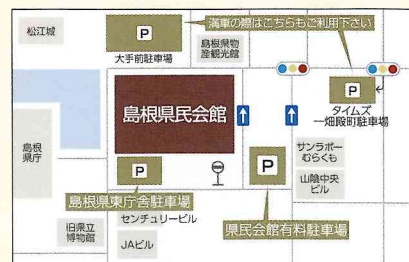 松江城
P
大手前駐車場
満車の際はこちらもご利用下さい
島根県物
産観光館
P
タイムズ
一畑殿町駐車場
島根県民会館
島根
県庁
P
P
サンラポー
むらくも
島根県東庁舎駐車場
山陰中央
ビル
センチュリービル
県民会館有料駐車場
旧県立
博物館
JAビル